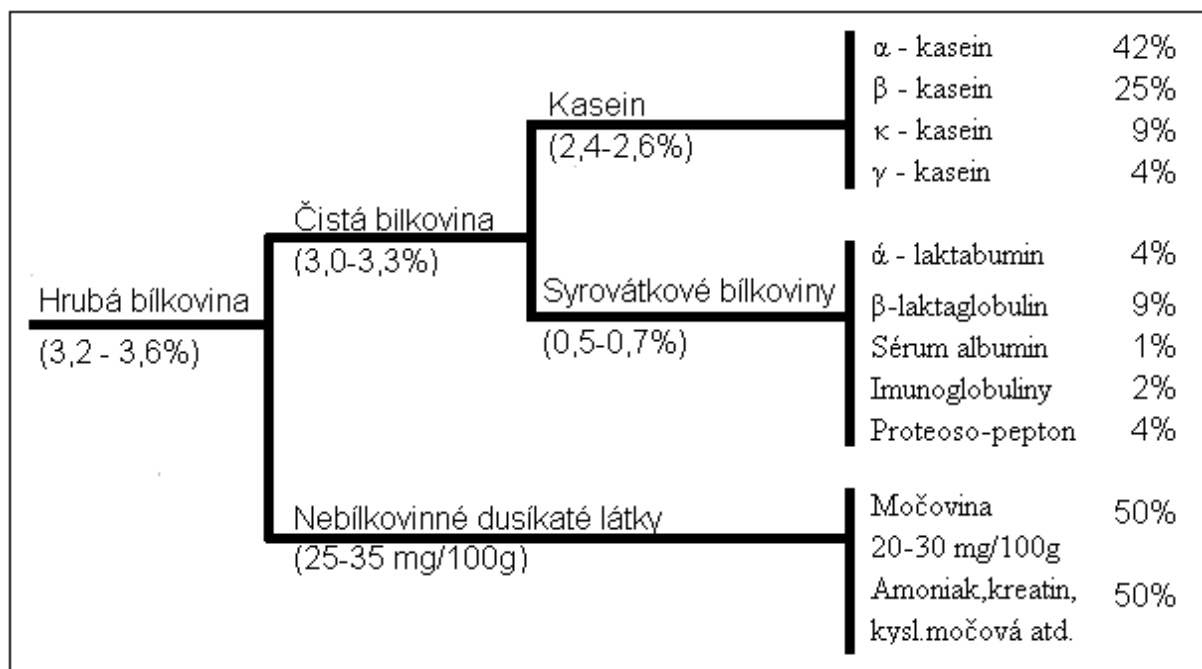 α - kasein 42%
β - kasein 25%
κ - kasein 9%
γ - kasein 4%
Kasein
(2,4-2,6%)
Čistá bilkovina
(3,0-3,3%)
ά - laktabumin 4%
β-laktaglobulin 9%
Sérum albumin 1%
Imunoglobuliny 2%
Proteoso-pepton 4%
Syrovátkové bílkoviny
(0,5-0,7%)
Hrubá bílkovina
(3,2 - 3,6%)
Nebílkovinné dusíkaté látky
(25-35 mg/100g)
Močovina 50%
20-30 mg/100g
Amoniak,kreatin, 50%
kysl.močová atd.